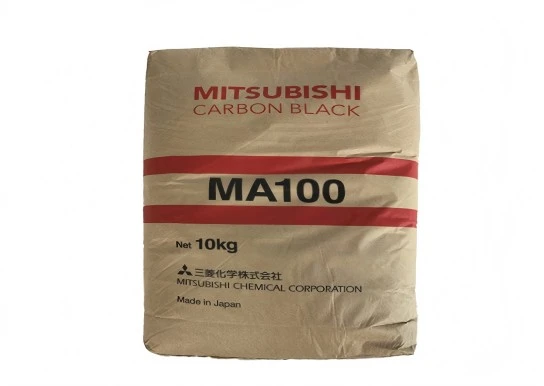 MITSUBISHI
CARBON BLACK
MA100
Net 10kg
三菱化学株式会社
MITSUBISHI CHEMICAL CORPORATION
Made in Japan